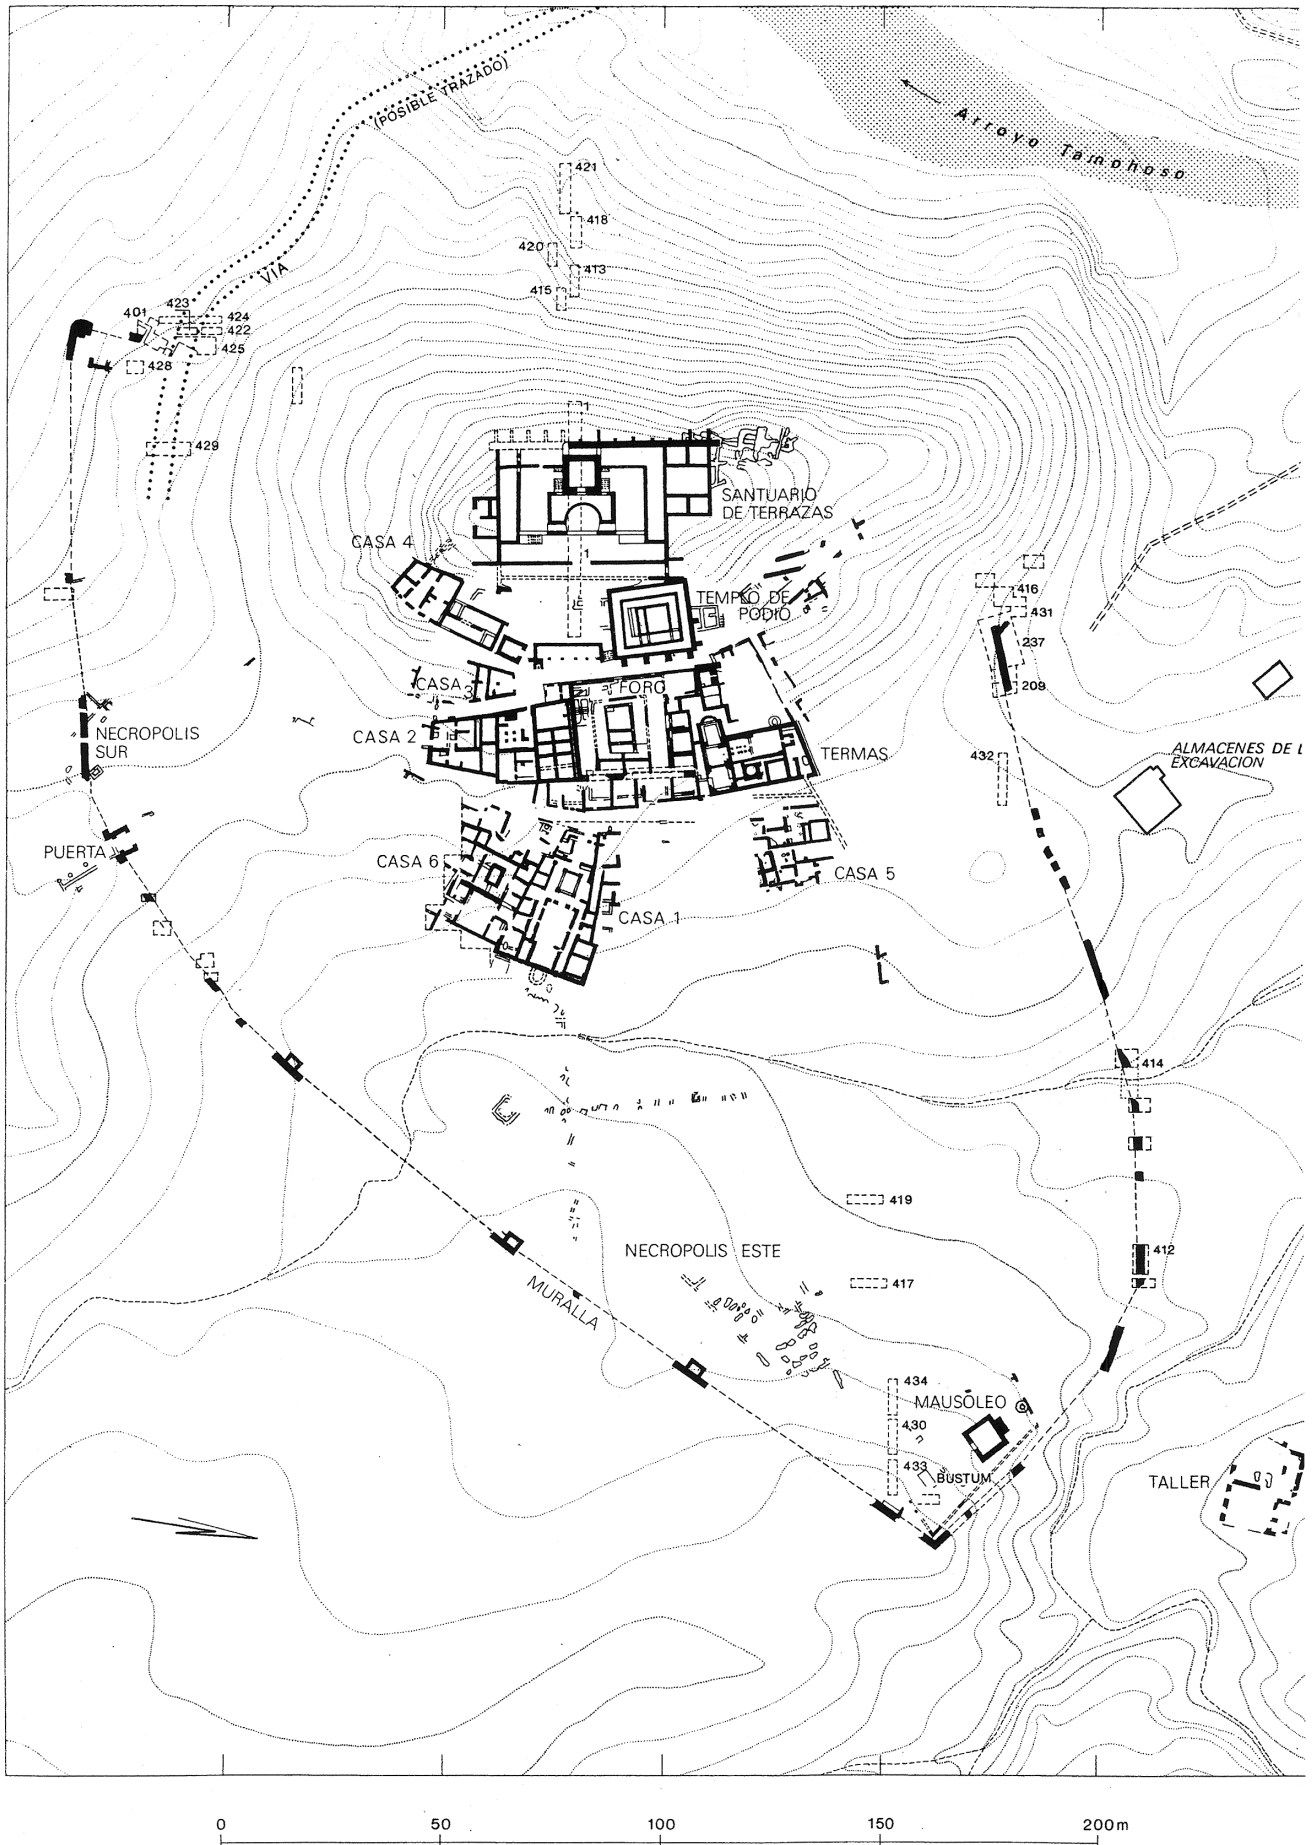 (POSIBLE TRAZADO)
Arroyo Tamohoso
421
418
420
413
VIA
415
423
401
424
422
425
428
1
429
SANTUARIO
DE TERRAZAS
CASA 4
1
416
TEMPLO DE
PODIO
431
237
CASA 3
FORO
209
NECROPOLIS
SUR
CASA 2
TERMAS
432
ALMACENES DE L
EXCAVACION
PUERTA
CASA 6
CASA 5
CASA 1
414
419
NECROPOLIS ESTE
412
417
MURALLA
434
MAUSOLEO
430
433
BUSTUM
TALLER
0 50 100 150 200m